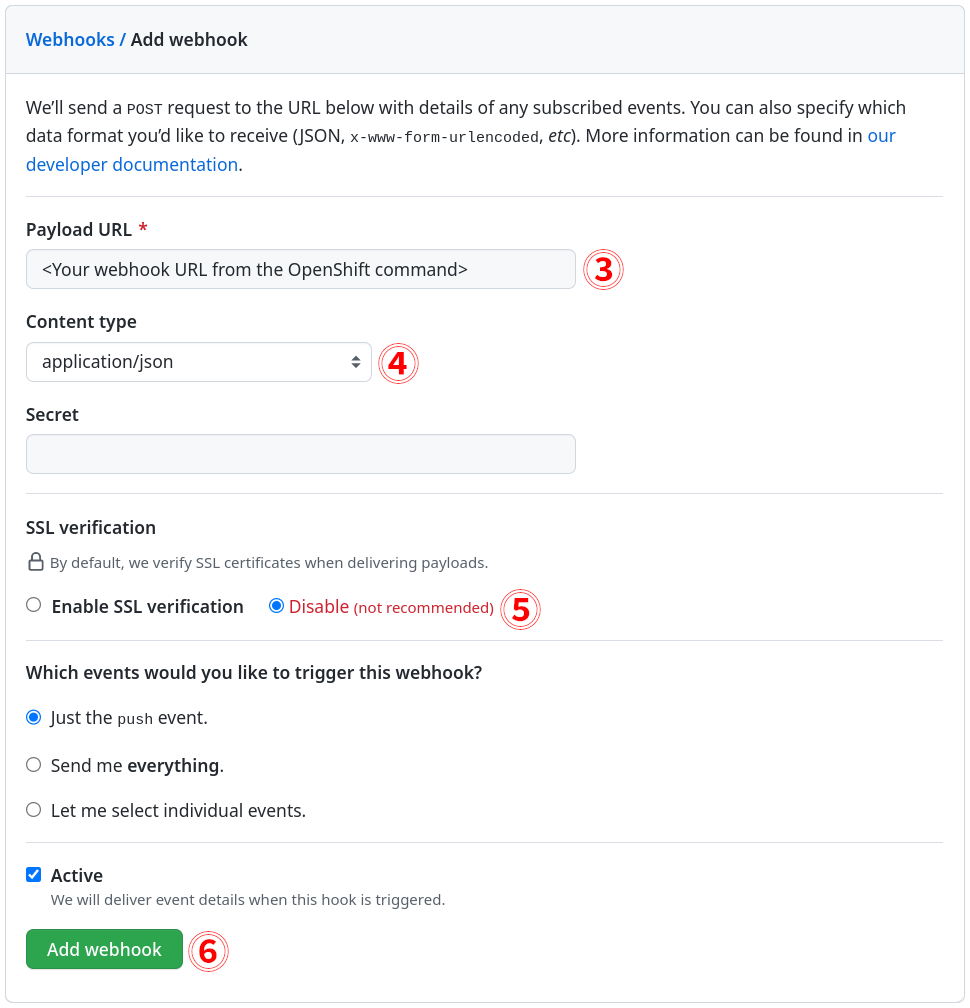 Webhooks / Add webhook
We’ll send a POST request to the URL below with details of any subscribed events. You can also specify which
data format you’d like to receive (JSON, x-www-form-urlencoded, etc). More information can be found in our
developer documentation.
Payload URL *
<Your webhook URL from the OpenShift command> 3
Content type
application/json 4
Secret
SSL verification
By default, we verify SSL certificates when delivering payloads.
Enable SSL verification Disable (not recommended) 5
Which events would you like to trigger this webhook?
Just the push event.
Send me everything.
Let me select individual events.
Active
We will deliver event details when this hook is triggered.
Add webhook 6